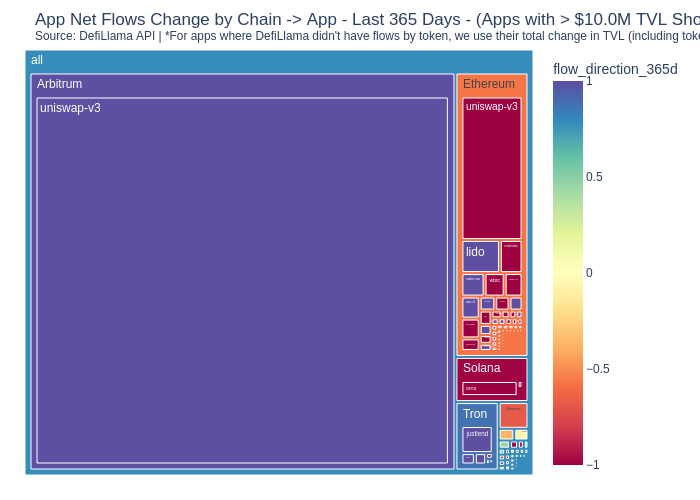 App Net Flows Change by Chain -> App - Last 365 Days - (Apps with > $10.0M TVL Sho
Source: DefiLlama API | *For apps where DefiLlama didn't have flows by token, we use their total change in TVL (including toke
all
flow_direction_365d
Arbitrum
Ethereum
uniswap-v3
uniswap-v3
lido
wbtc
Solana
orca
Tron
justlend
1
0.5
0
−0.5
−1